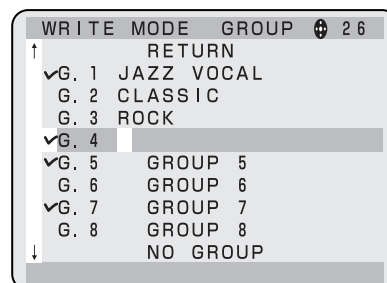 WRITE MODE GROUP 26
↑ RETURN
✓G. 1 JAZZ VOCAL
G. 2 CLASSIC
G. 3 ROCK
✓G. 4
✓G. 5 GROUP 5
G. 6 GROUP 6
✓G. 7 GROUP 7
G. 8 GROUP 8
↓ NO GROUP